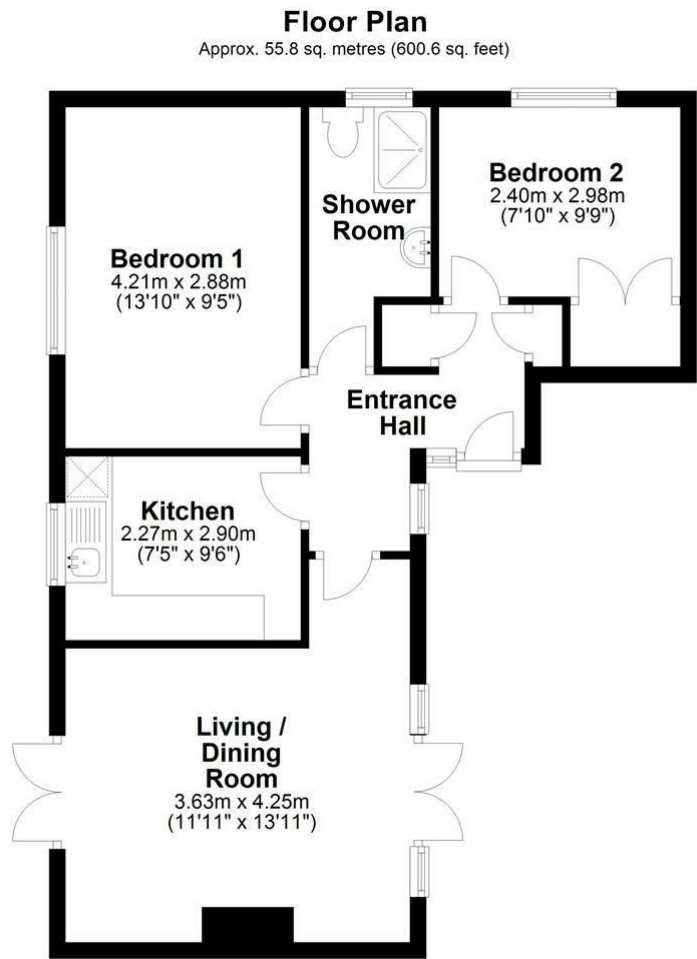 Floor Plan
Approx. 55.8 sq. metres (600.6 sq. feet)
Bedroom 2
2.40m x 2.98m
(7'10" x 9'9")
Shower
Room
Bedroom 1
4.21m x 2.88m
(13'10" x 9'5")
Entrance
Hall
Kitchen
2.27m x 2.90m
(7'5" x 9'6")
Living /
Dining
Room
3.63m x 4.25m
(11'11" x 13'11")